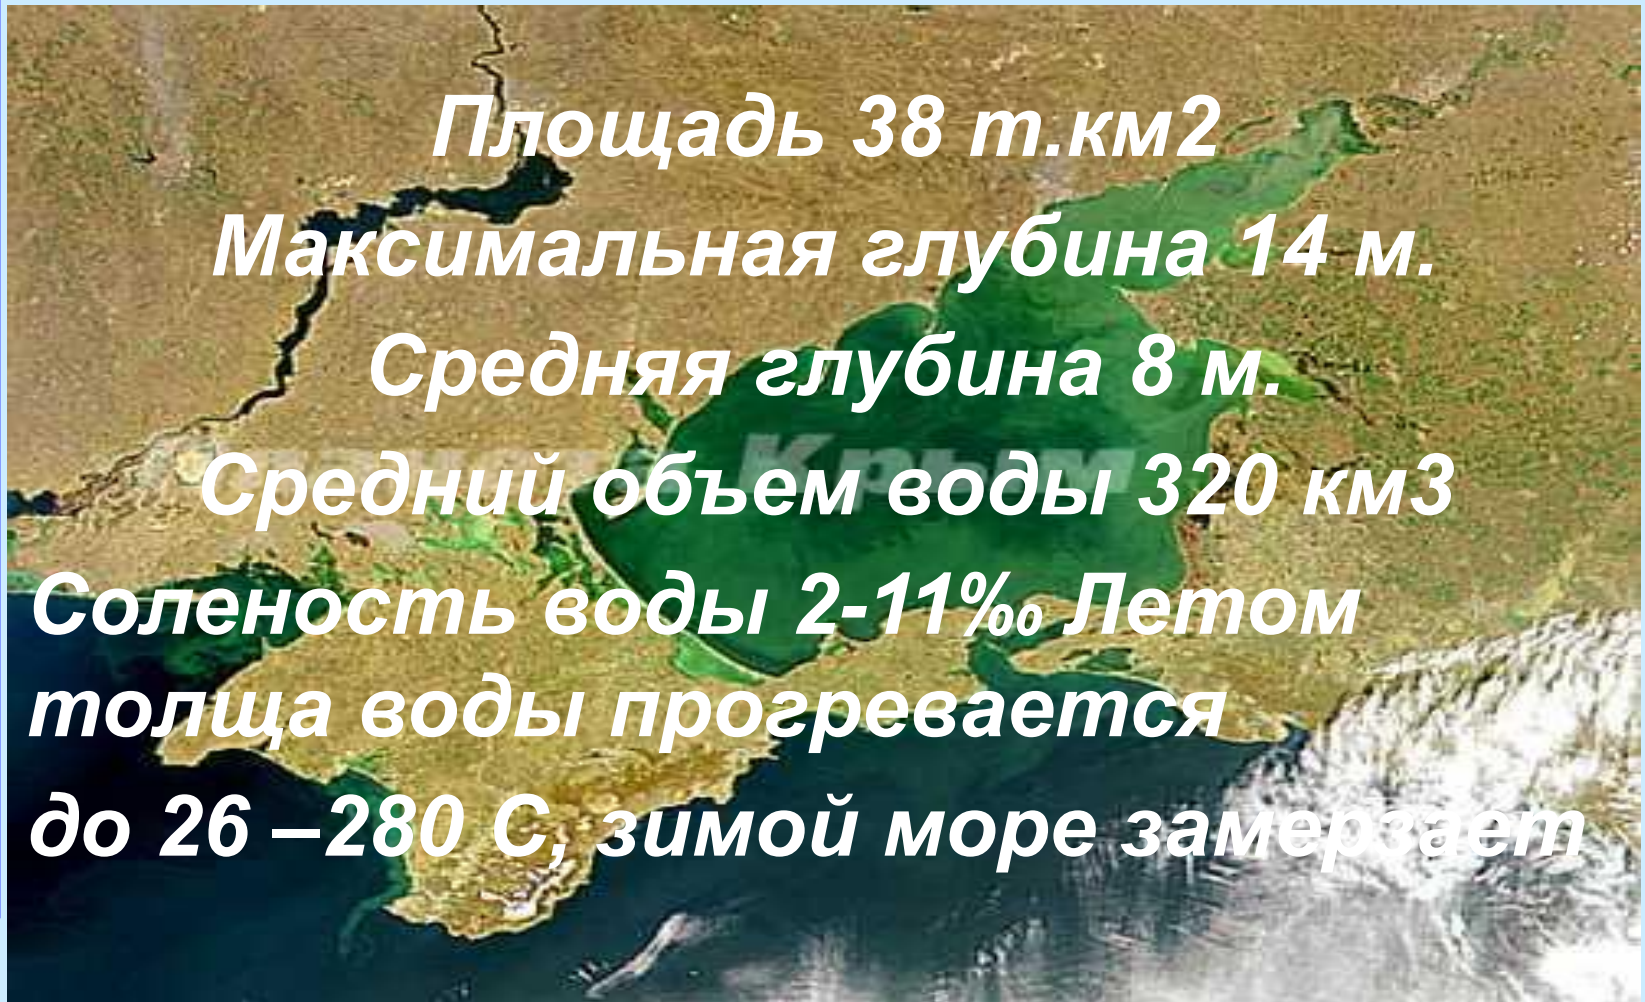 Площадь 38 т.км2
Максимальная глубина 14 м.
Средняя глубина 8 м.
Крым
Средний объем воды 320 км3
Соленость воды 2-11‰ Летом
толща воды прогревается
до 26 –280 С, зимой море замерзает